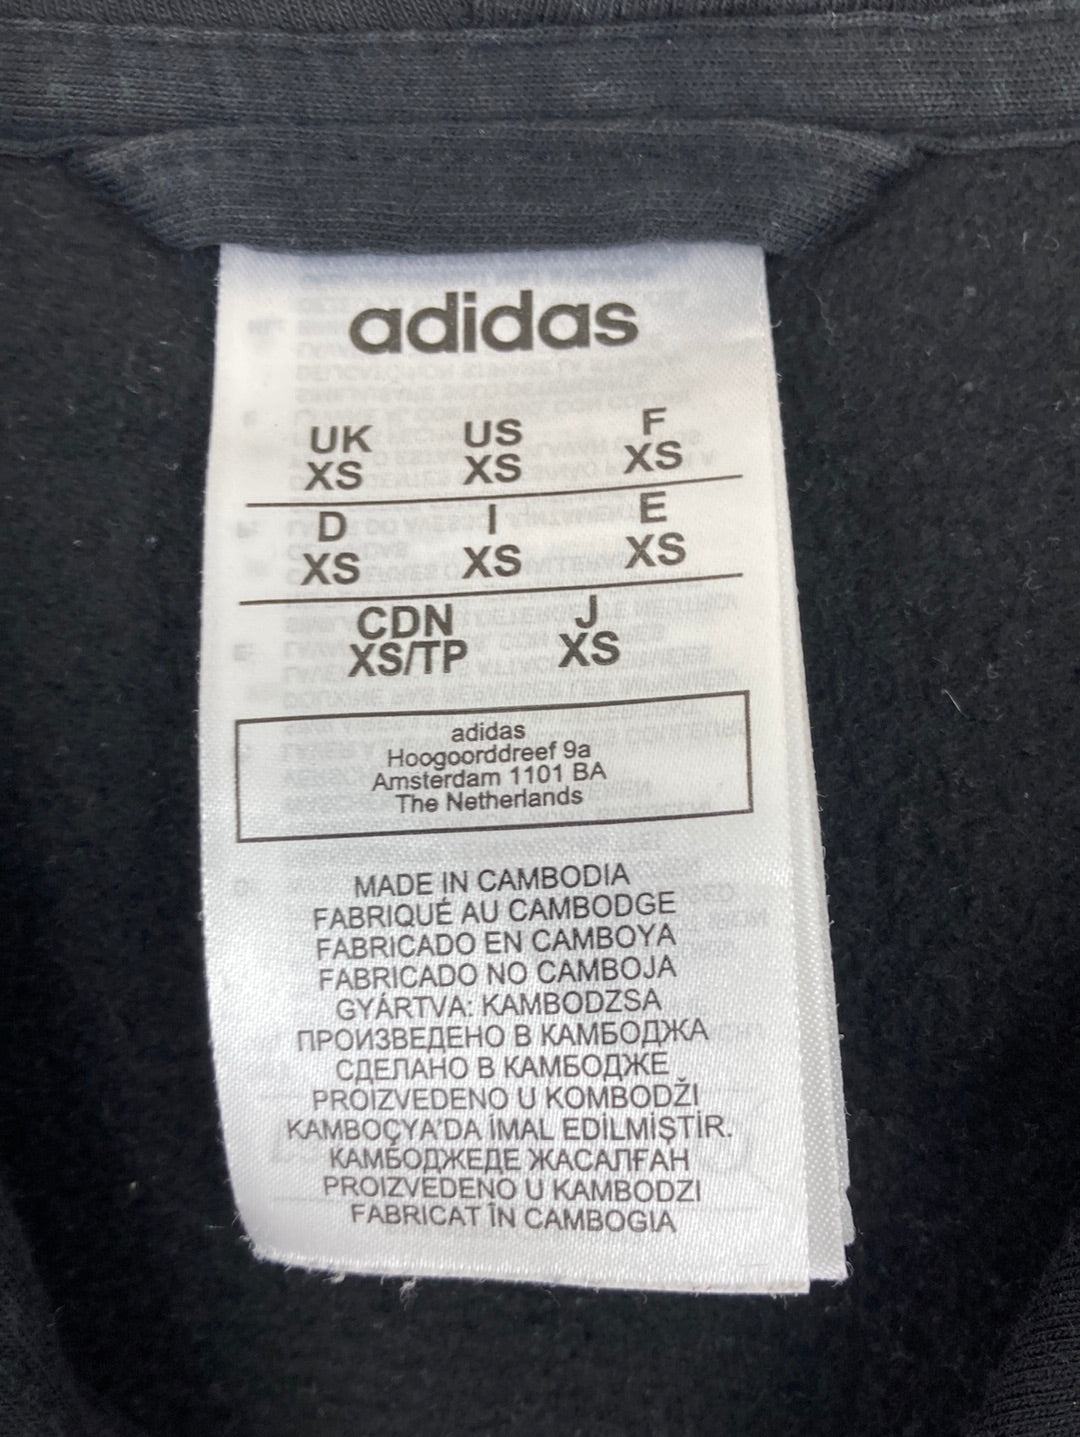 adidas
UK US F
XS XS XS
D I E
XS XS XS
CDN J
XS/TP XS
adidas
Hoogoorddreef 9a
Amsterdam 1101 BA
The Netherlands
MADE IN CAMBODIA
FABRIQUÉ AU CAMBODGE
FABRICADO EN CAMBOYA
FABRICADO NO CAMBOJA
GYÁRTVA: KAMBODZSA
ПРОИЗВЕДЕНО В КАМБОДЖА
СДЕЛАНО В КАМБОДЖЕ
PROIZVEDENO U KOMBODŽI
KAMBOÇYA'DA İMAL EDİLMİŞTİR.
КАМБОДЖЕДЕ ЖАСАЛҒАН
PROIZVEDENO U KAMBODZI
FABRICAT ÎN CAMBOGIA